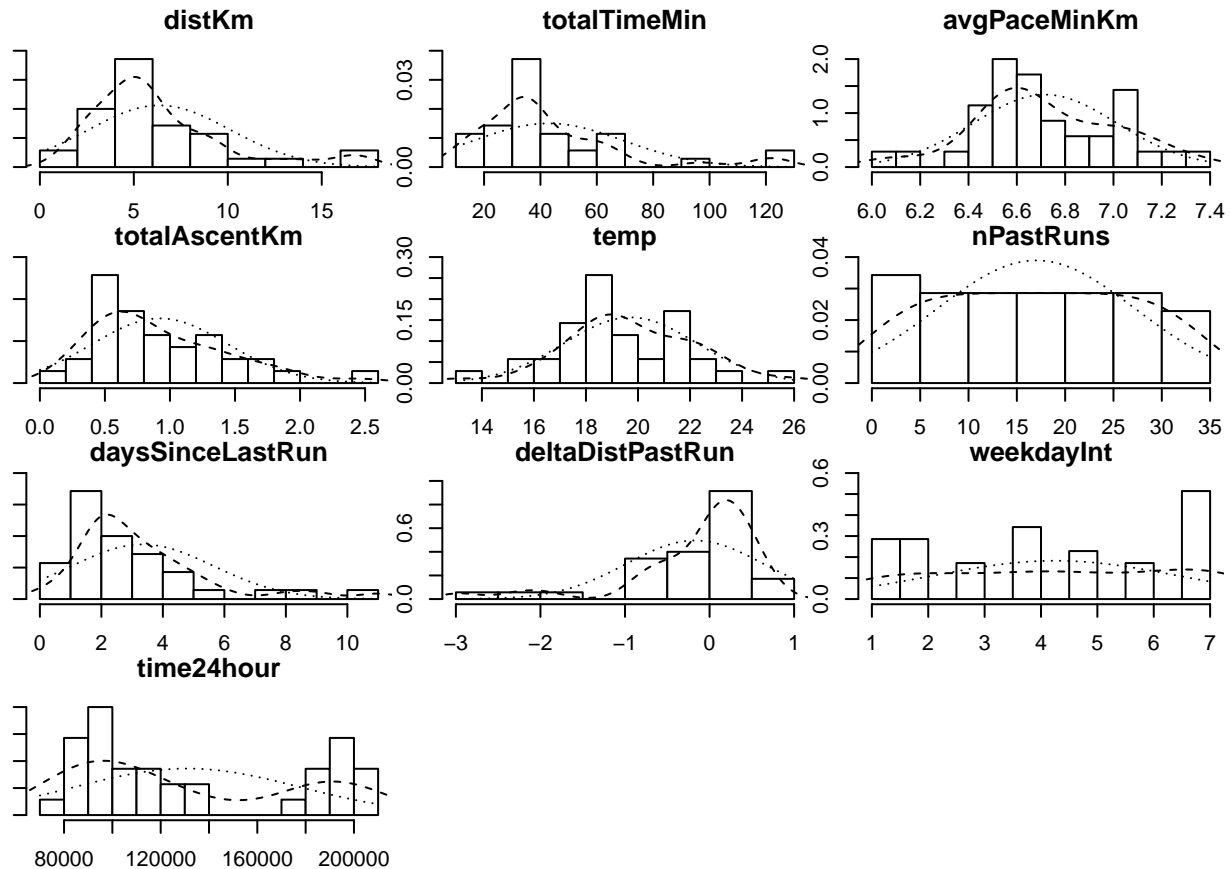 distKm totalTimeMin avgPaceMinKm
0.00 0.03
0.0 1.0 2.0
0 5 10 15
20 40 60 80 100 120
6.0 6.2 6.4 6.6 6.8 7.0 7.2 7.4
totalAscentKm temp nPastRuns
0.00 0.15 0.30
0.00 0.02 0.04
0.0 0.5 1.0 1.5 2.0 2.5
14 16 18 20 22 24 26
0 5 10 15 20 25 30 35
daysSinceLastRun deltaDistPastRun weekdayInt
0.0 0.6
0.0 0.3 0.6
0 2 4 6 8 10
−3 −2 −1 0 1
1 2 3 4 5 6 7
time24hour
80000 120000 160000 200000